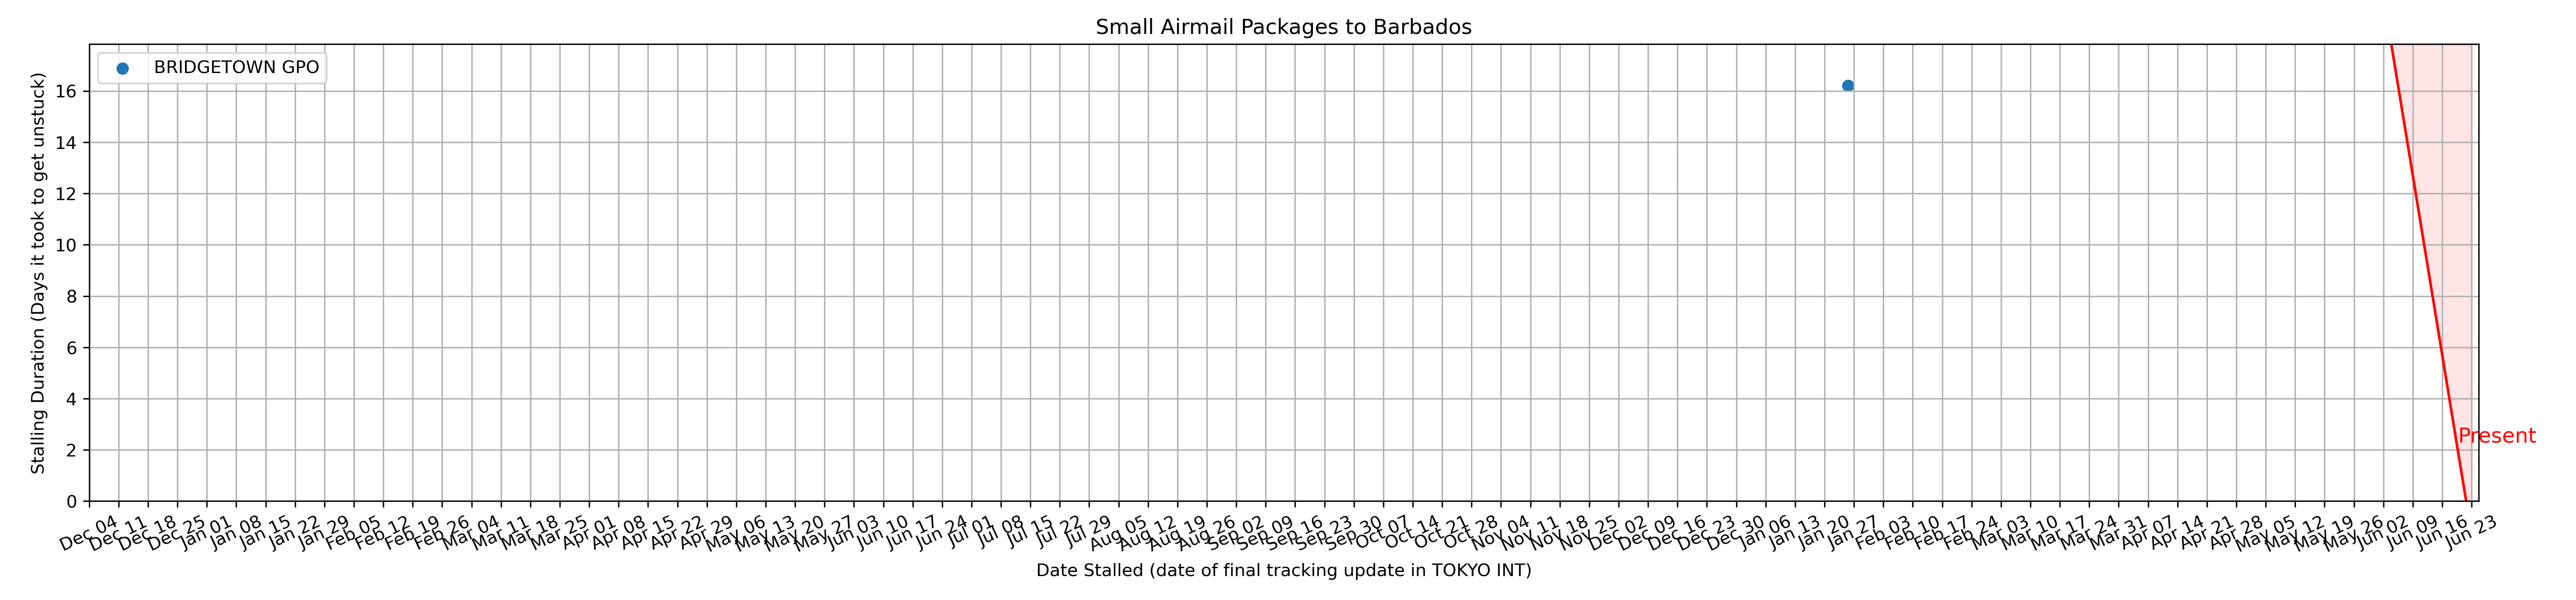 Small Airmail Packages to Barbados
BRIDGETOWN GPO
Stalling Duration (Days it took to get unstuck)
16
14
12
10
8
6
4
2
0
Present
Dec 04
Dec 11
Dec 18
Dec 25
Jan 01
Jan 08
Jan 15
Jan 22
Jan 29
Feb 05
Feb 12
Feb 19
Feb 26
Mar 04
Mar 11
Mar 18
Mar 25
Apr 01
Apr 08
Apr 15
Apr 22
Apr 29
May 06
May 13
May 20
May 27
Jun 03
Jun 10
Jun 17
Jun 24
Jul 01
Jul 08
Jul 15
Jul 22
Jul 29
Aug 05
Aug 12
Aug 19
Aug 26
Sep 02
Sep 09
Sep 16
Sep 23
Sep 30
Oct 07
Oct 14
Oct 21
Oct 28
Nov 04
Nov 11
Nov 18
Nov 25
Dec 02
Dec 09
Dec 16
Dec 23
Dec 30
Jan 06
Jan 13
Jan 20
Jan 27
Feb 03
Feb 10
Feb 17
Feb 24
Mar 03
Mar 10
Mar 17
Mar 24
Mar 31
Apr 07
Apr 14
Apr 21
Apr 28
May 05
May 12
May 19
May 26
Jun 02
Jun 09
Jun 16
Jun 23
Date Stalled (date of final tracking update in TOKYO INT)